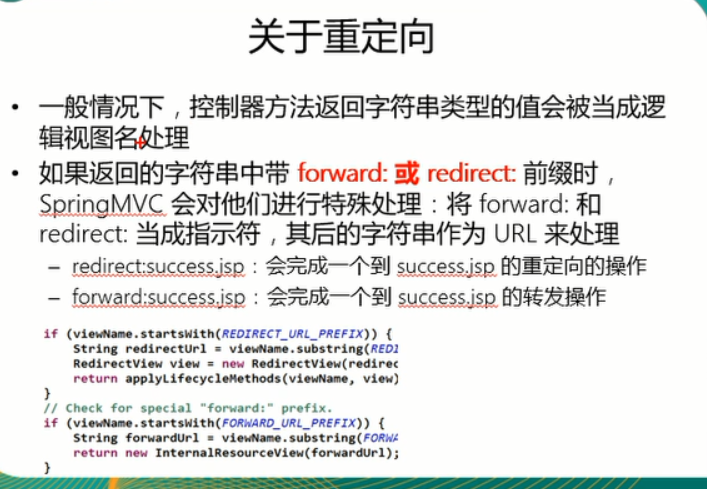 关于重定向
• 一般情况下，控制器方法返回字符串类型的值会被当成逻
辑视图名处理
• 如果返回的字符串中带 forward: 或 redirect: 前缀时，
SpringMVC 会对他们进行特殊处理：将 forward: 和
redirect: 当成指示符，其后的字符串作为 URL 来处理
– redirect:success.jsp：会完成一个到 success.jsp 的重定向的操作
– forward:success.jsp：会完成一个到 success.jsp 的转发操作
if (viewName.startsWith(REDIRECT_URL_PREFIX)) {
String redirectUrl = viewName.substring(REDI
RedirectView view = new RedirectView(redirec
return applyLifecycleMethods(viewName, view)
}
// Check for special "forward:" prefix.
if (viewName.startsWith(FORWARD_URL_PREFIX)) {
String forwardUrl = viewName.substring(FORWA
return new InternalResourceView(forwardUrl);
}